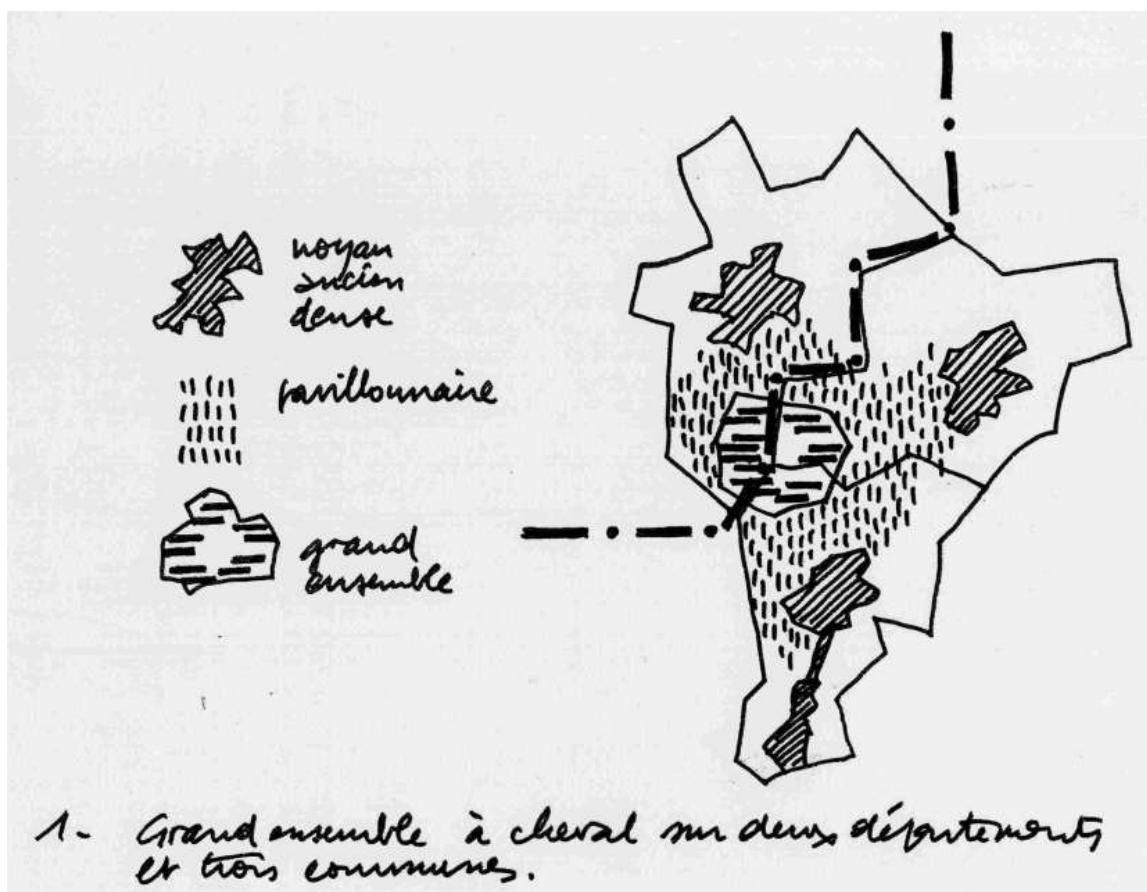 noyau
ancien
dense
pavillonnaire
grand
ensemble
1- Grand ensemble à cheval sur deux départements
et trois communes.